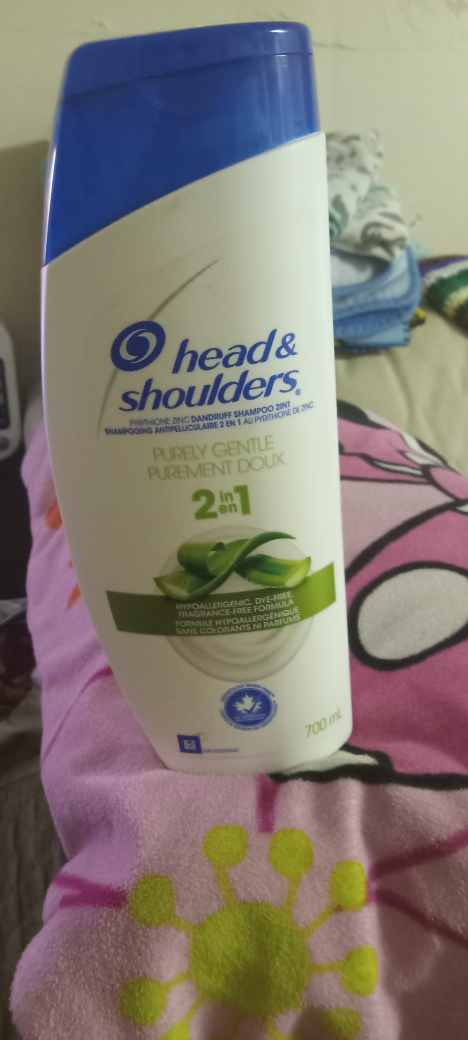 head &
shoulders®
PYRITHIONE ZINC DANDRUFF SHAMPOO 2IN1
SHAMPOOING ANTIPELLICULAIRE 2 EN 1 AU PYRITHIONE DE ZINC
PURELY GENTLE
PUREMENT DOUX
2 in
en 1
HYPOALLERGENIC, DYE-FREE,
FRAGRANCE-FREE FORMULA
FORMULE HYPOALLERGÉNIQUE
SANS COLORANTS NI PARFUMS
700 mL